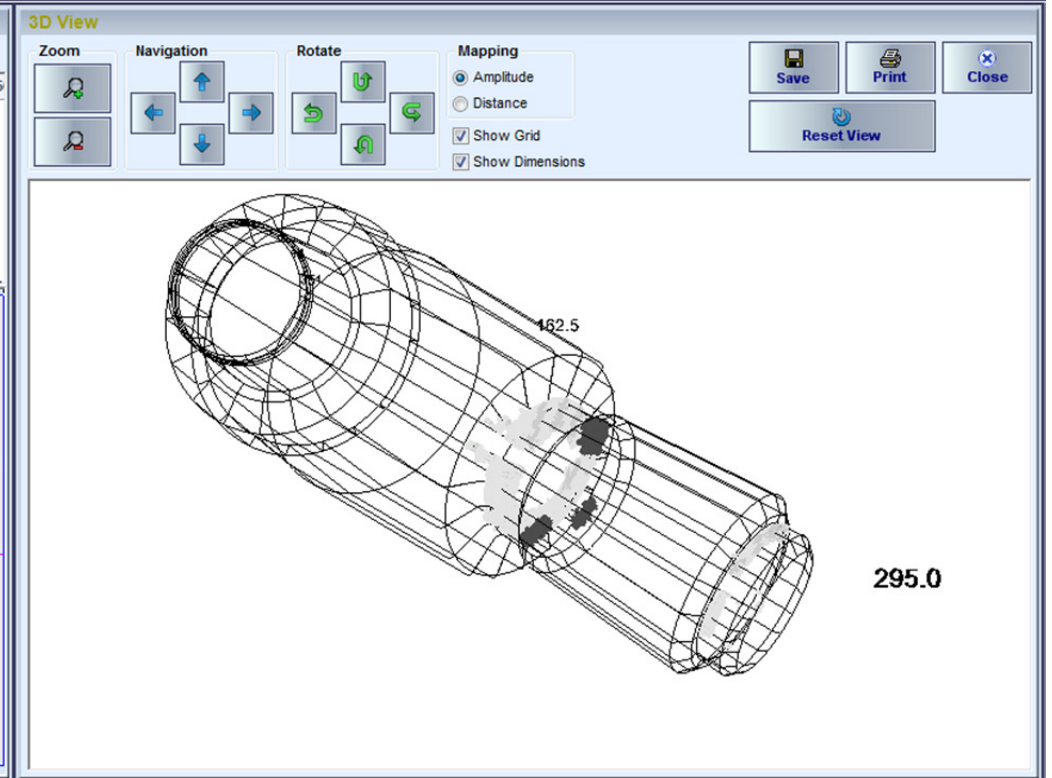 3D View
Zoom
Navigation
Rotate
Mapping
Amplitude
Distance
Show Grid
Show Dimensions
Save
Print
Close
Reset View
162.5
295.0